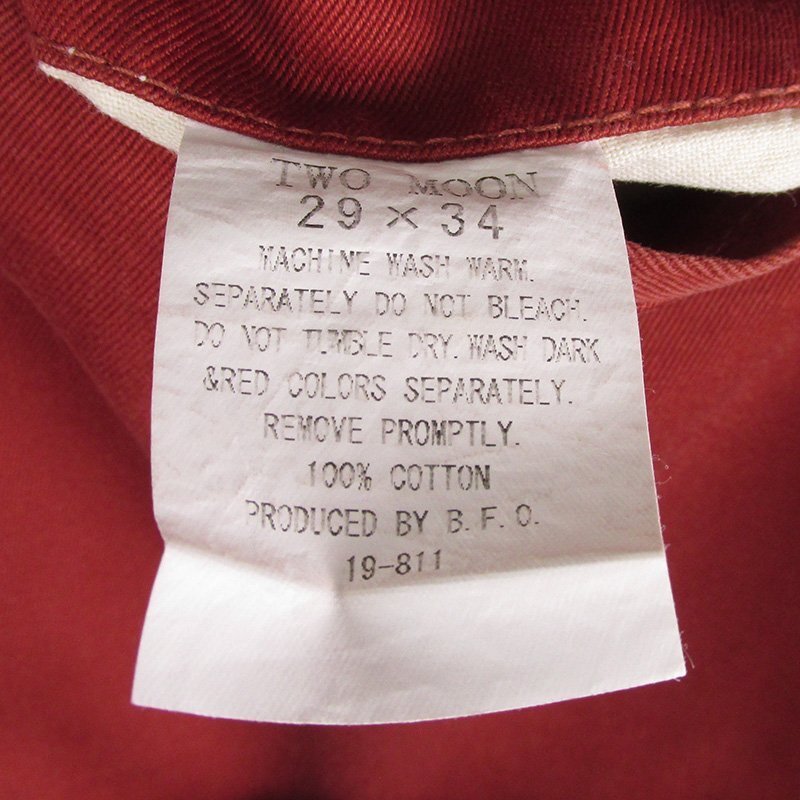 TWO MOON
29 × 34
MACHINE WASH WARM.
SEPARATELY DO NOT BLEACH.
DO NOT TUMBLE DRY. WASH DARK
&RED COLORS SEPARATELY.
REMOVE PROMPTLY.
100% COTTON
PRODUCED BY B.F.O.
19-811